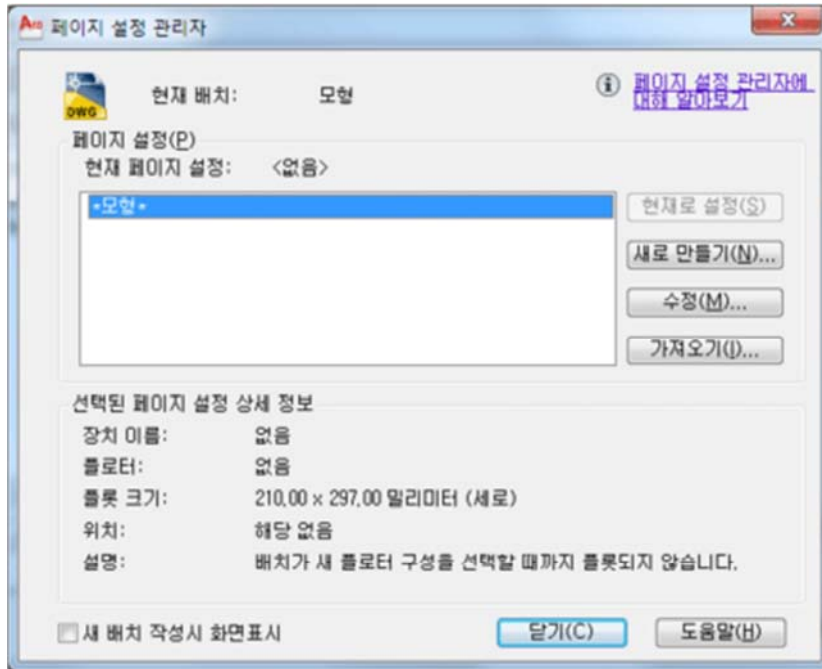 페이지 설정 관리자
현재 배치: 모형
페이지 설정 관리자에
대해 알아보기
DWG
페이지 설정(P)
현재 페이지 설정: <없음>
*모형*
현재로 설정(S)
새로 만들기(N)...
수정(M)...
가져오기(I)...
선택된 페이지 설정 상세 정보
장치 이름: 없음
플로터: 없음
플롯 크기: 210.00 x 297.00 밀리미터 (세로)
위치: 해당 없음
설명: 배치가 새 플로터 구성을 선택할 때까지 플롯되지 않습니다.
새 배치 작성시 화면표시
닫기(C)
도움말(H)